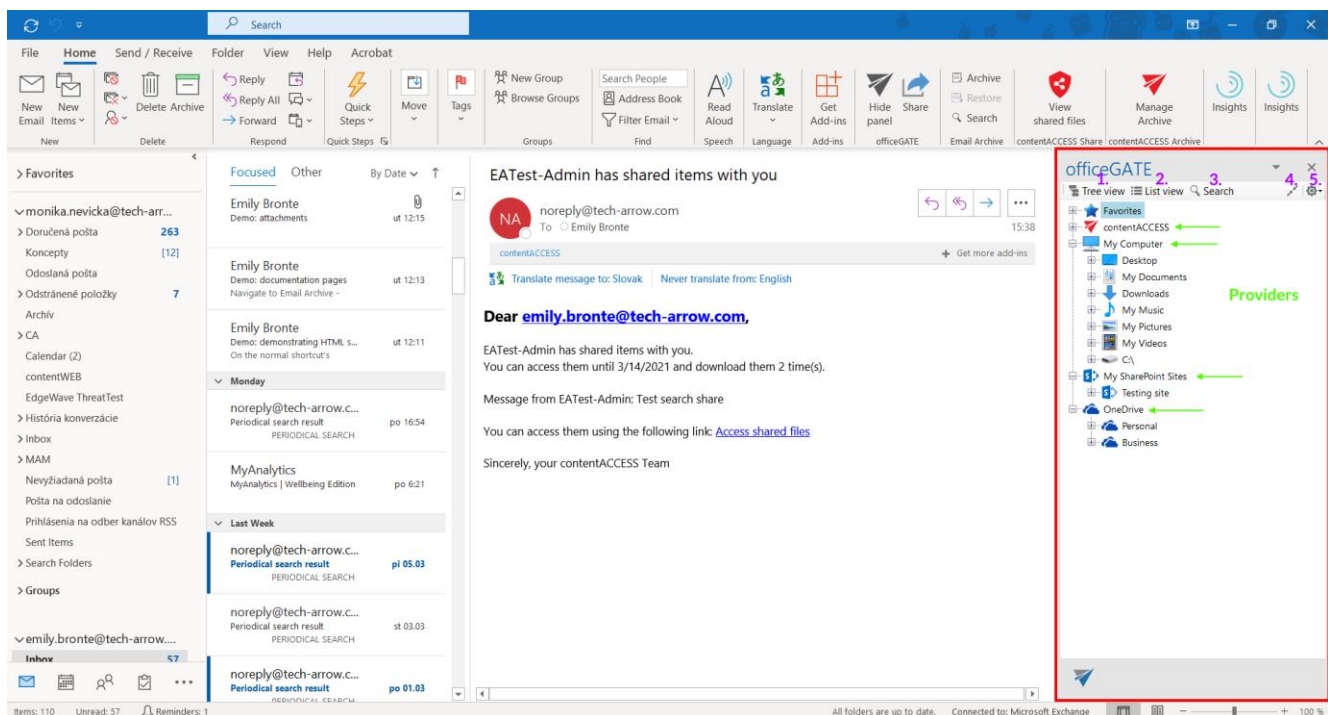 Search
File Home Send / Receive Folder View Help Acrobat
New Email
New Items
Delete
Archive
Reply
Reply All
Forward
Quick Steps
Move
Tags
New Group
Browse Groups
Search People
Address Book
Filter Email
Read Aloud
Translate
Get Add-ins
Hide panel
Share
Archive
Restore
Search
View shared files
Manage Archive
Insights
Insights
New Delete Respond Quick Steps Groups Find Speech Language Add-ins officeGATE Email Archive contentACCESS Share contentACCESS Archive
Favorites
monika.nevicka@tech-arr...
Doručená pošta 263
Koncepty [12]
Odoslaná pošta
Odstránené položky 7
Archív
CA
Calendar (2)
contentWEB
EdgeWave ThreatTest
História konverzácie
Inbox
MAM
Nevyžiadaná pošta [1]
Pošta na odoslanie
Prihlásenia na odber kanálov RSS
Sent Items
Search Folders
Groups
emily.bronte@tech-arrow....
Inbox 57
Focused Other By Date
Emily Bronte
Demo: attachments ut 12:15
Emily Bronte
Demo: documentation pages ut 12:13
Navigate to Email Archive -
Emily Bronte
Demo: demonstrating HTML s... ut 12:11
On the normal shortcut's
Monday
noreply@tech-arrow.c...
Periodical search result po 16:54
PERIODICAL SEARCH
MyAnalytics
MyAnalytics | Wellbeing Edition po 6:21
Last Week
noreply@tech-arrow.c...
Periodical search result pi 05.03
PERIODICAL SEARCH
noreply@tech-arrow.c...
Periodical search result st 03.03
PERIODICAL SEARCH
noreply@tech-arrow.c...
Periodical search result po 01.03
PERIODICAL SEARCH
EATest-Admin has shared items with you
NA
noreply@tech-arrow.com
To Emily Bronte
15:38
contentACCESS
Get more add-ins
Translate message to: Slovak Never translate from: English
Dear emily.bronte@tech-arrow.com,
EATest-Admin has shared items with you.
You can access them until 3/14/2021 and download them 2 time(s).
Message from EATest-Admin: Test search share
You can access them using the following link: Access shared files
Sincerely, your contentACCESS Team
officeGATE
1. 2. 3. 4. 5.
Tree view List view Search
Favorites
contentACCESS
My Computer
Desktop
My Documents
Downloads
Providers
My Music
My Pictures
My Videos
C:\
My SharePoint Sites
Testing site
OneDrive
Personal
Business
Items: 110 Unread: 57 Reminders: 1 All folders are up to date. Connected to: Microsoft Exchange 100 %